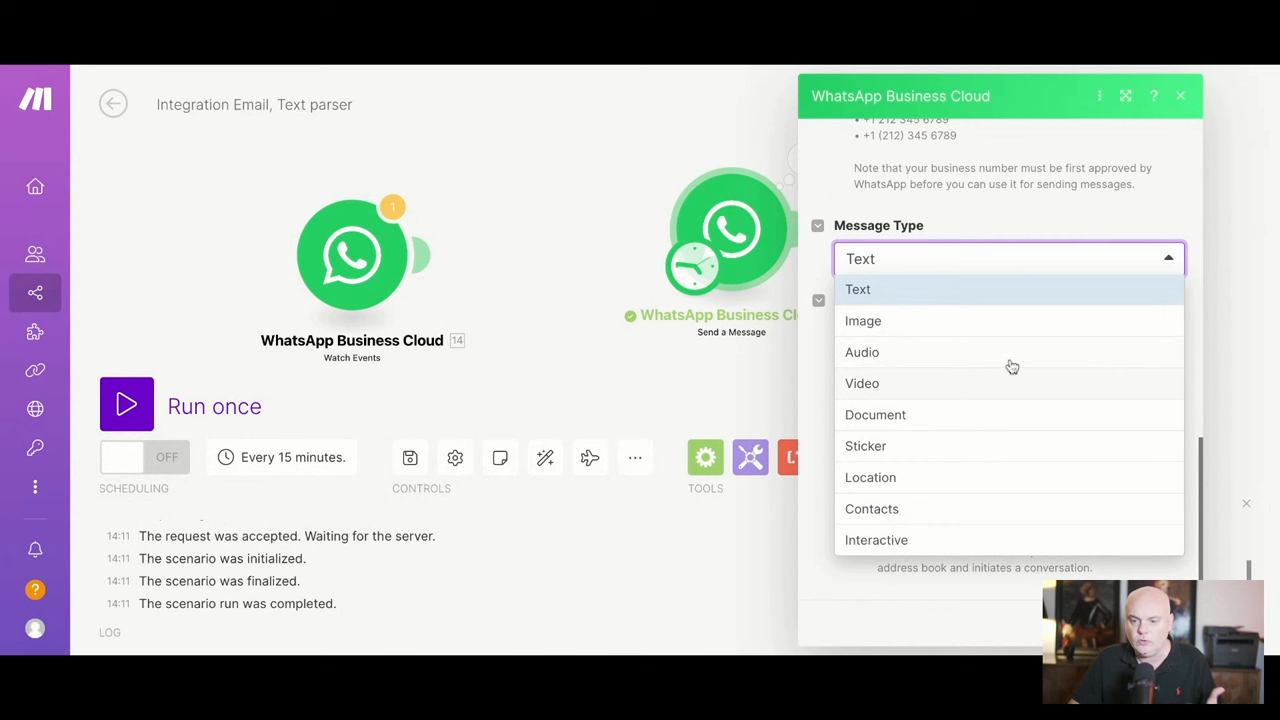 Integration Email, Text parser
1
WhatsApp Business Cloud 14
Watch Events
WhatsApp Business
Send a Message
Run once
OFF
Every 15 minutes.
SCHEDULING
CONTROLS
TOOLS
14:11 The request was accepted. Waiting for the server.
14:11 The scenario was initialized.
14:11 The scenario was finalized.
14:11 The scenario run was completed.
LOG
WhatsApp Business Cloud
?
• +1 212 345 6789
• +1 (212) 345 6789
Note that your business number must be first approved by
WhatsApp before you can use it for sending messages.
Message Type
Text
Text
Image
Audio
Video
Document
Sticker
Location
Contacts
Interactive
address book and initiates a conversation.
?